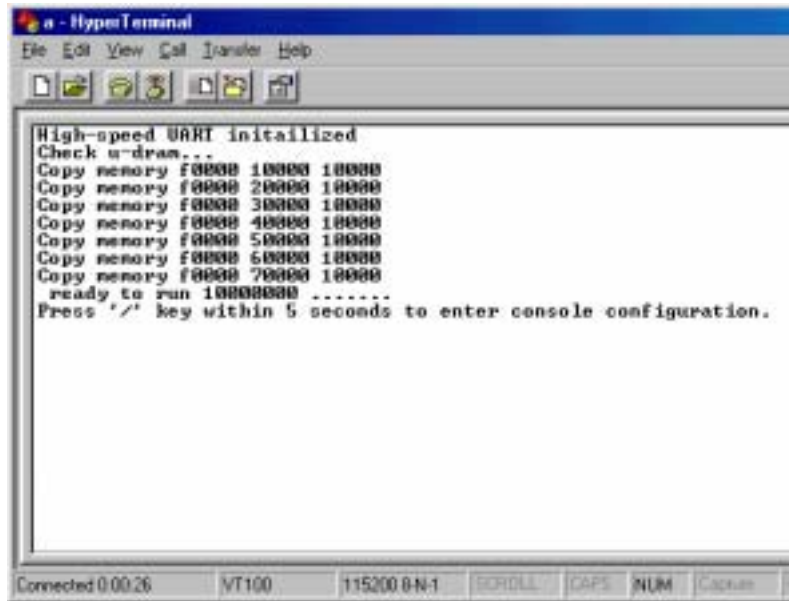 a - HyperTerminal
File Edit View Call Transfer Help
High-speed UART initailized
Check u-dram...
Copy memory f0000 10000 10000
Copy memory f0000 20000 10000
Copy memory f0000 30000 10000
Copy memory f0000 40000 10000
Copy memory f0000 50000 10000
Copy memory f0000 60000 10000
Copy memory f0000 70000 10000
ready to run 10000000 .......
Press '/' key within 5 seconds to enter console configuration.
Connected 0:00:26 VT100 115200 8-N-1 SCROLL CAPS NUM Capture